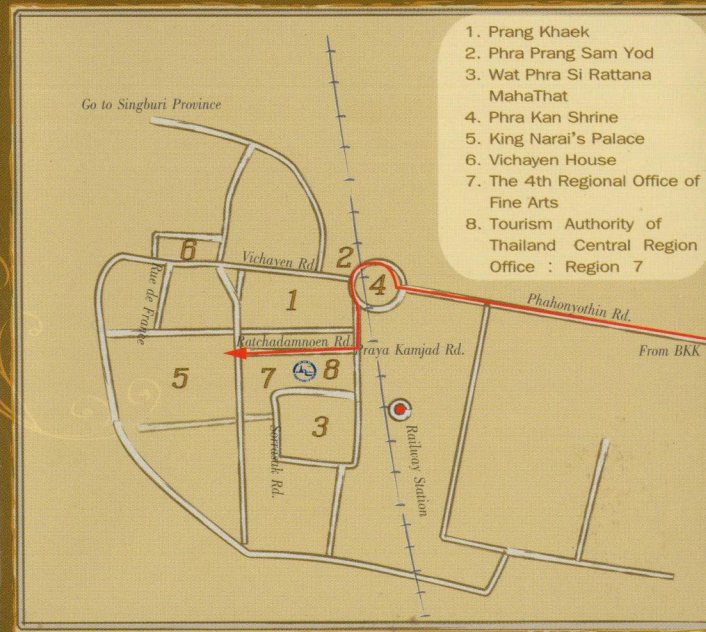 1. Prang Khaek
2. Phra Prang Sam Yod
3. Wat Phra Si Rattana
MahaThat
4. Phra Kan Shrine
5. King Narai's Palace
6. Vichayen House
7. The 4th Regional Office of
Fine Arts
8. Tourism Authority of
Thailand Central Region
Office : Region 7
Go to Singburi Province
6
Vichayen Rd.
2
4
Rue de France
1
Phahonyothin Rd.
Ratchadamnoen Rd.
Praya Kamjad Rd.
From BKK
5
7
8
3
Sorrasak Rd.
Railway Station